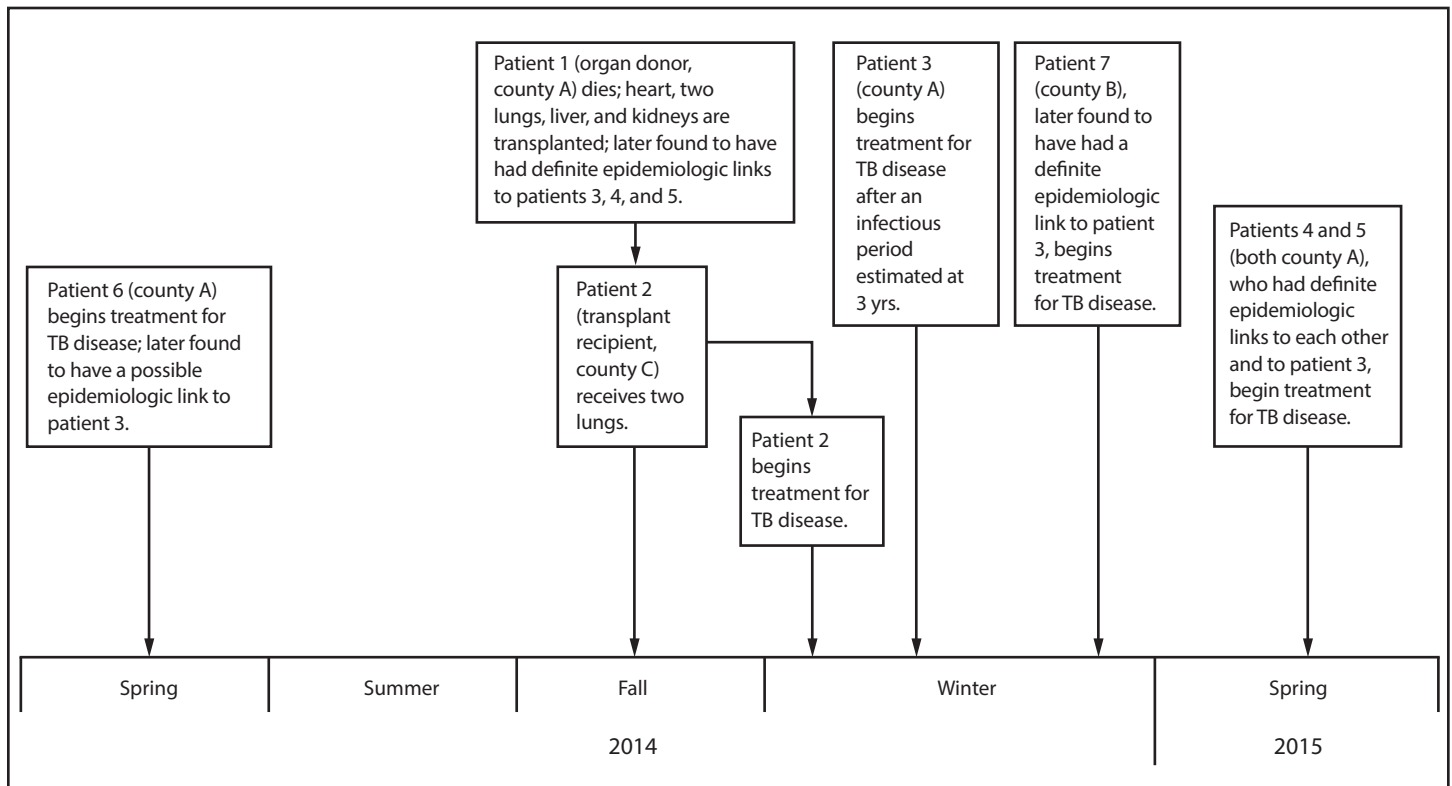 Patient 1 (organ donor,
county A) dies; heart, two
lungs, liver, and kidneys are
transplanted; later found to have
had definite epidemiologic links
to patients 3, 4, and 5.
Patient 3
(county A)
begins
treatment for
TB disease
after an
infectious
period
estimated at
3 yrs.
Patient 7
(county B),
later found to
have had a
definite
epidemiologic
link to patient
3, begins
treatment
for TB disease.
Patients 4 and 5
(both county A),
who had definite
epidemiologic
links to each other
and to patient 3,
begin treatment
for TB disease.
Patient 6 (county A)
begins treatment for
TB disease; later found
to have a possible
epidemiologic link to
patient 3.
Patient 2
(transplant
recipient,
county C)
receives two
lungs.
Patient 2
begins
treatment for
TB disease.
Spring
Summer
Fall
Winter
Spring
2014
2015